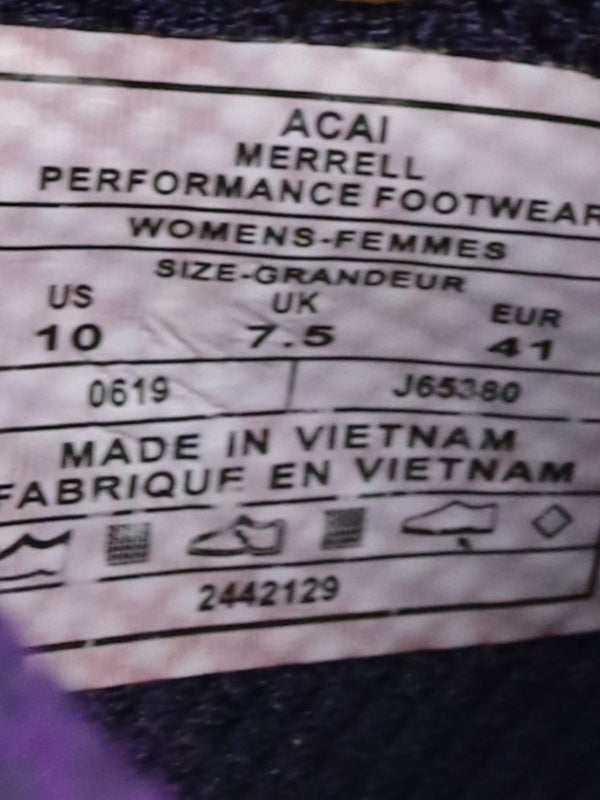 ACAI
MERRELL
PERFORMANCE FOOTWEAR
WOMENS-FEMMES
SIZE-GRANDEUR
US UK EUR
10 7.5 41
0619 J65380
MADE IN VIETNAM
FABRIQUE EN VIETNAM
2442129